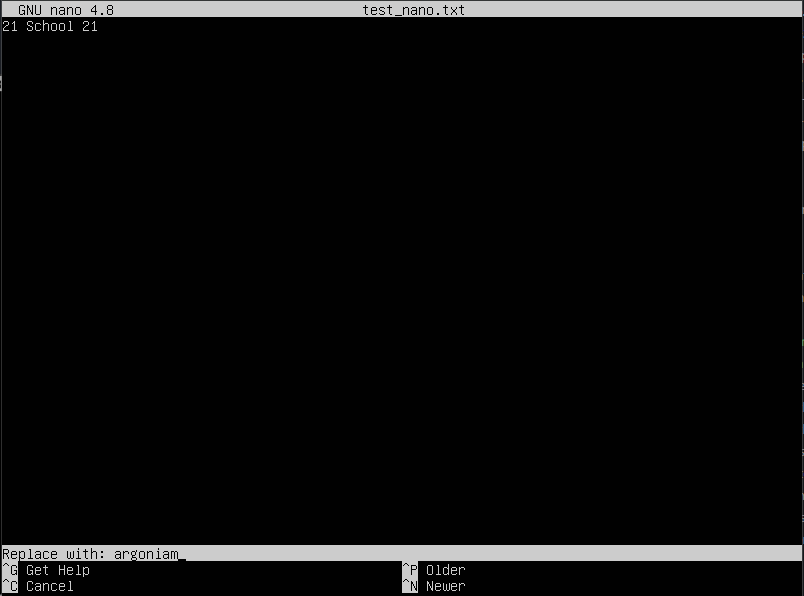 GNU nano 4.8 test_nano.txt
21 School 21
Replace with: argoniam_
^G Get Help ^P Older
^C Cancel ^N Newer